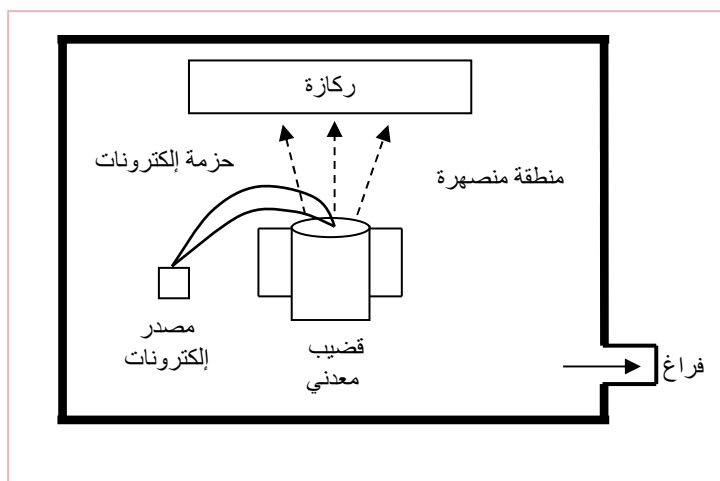 ركازة
حزمة إلكترونات
منطقة منصهرة
مصدر
إلكترونات
قضيب
معدني
فراغ